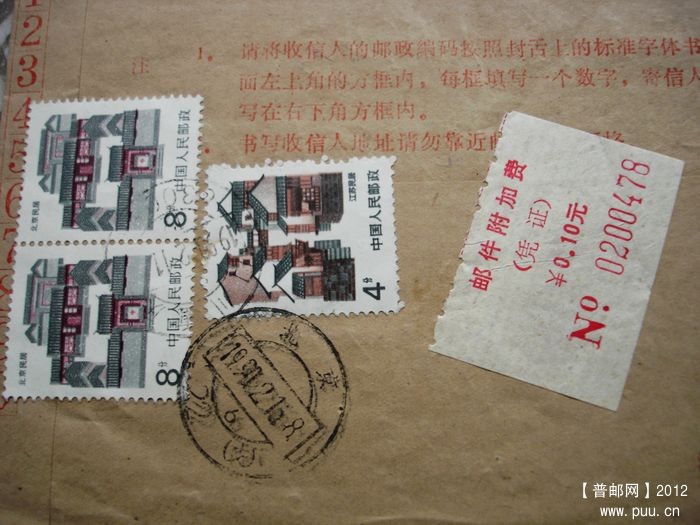 1
2
3
4
注
1. 请将收信人的邮政编码按照封舌上的标准字体书
而左上角的方框内，每框填写一个数字，寄信人
写在右下角方框内。
书写收信人地址请勿靠近
北京民居
8分
中国人民邮政
北京民居
8分
中国人民邮政
江苏民居
4分
中国人民邮政
邮件附加费
（凭证）
¥0.10元
No 0200478
【普邮网】2012
www.puu.cn